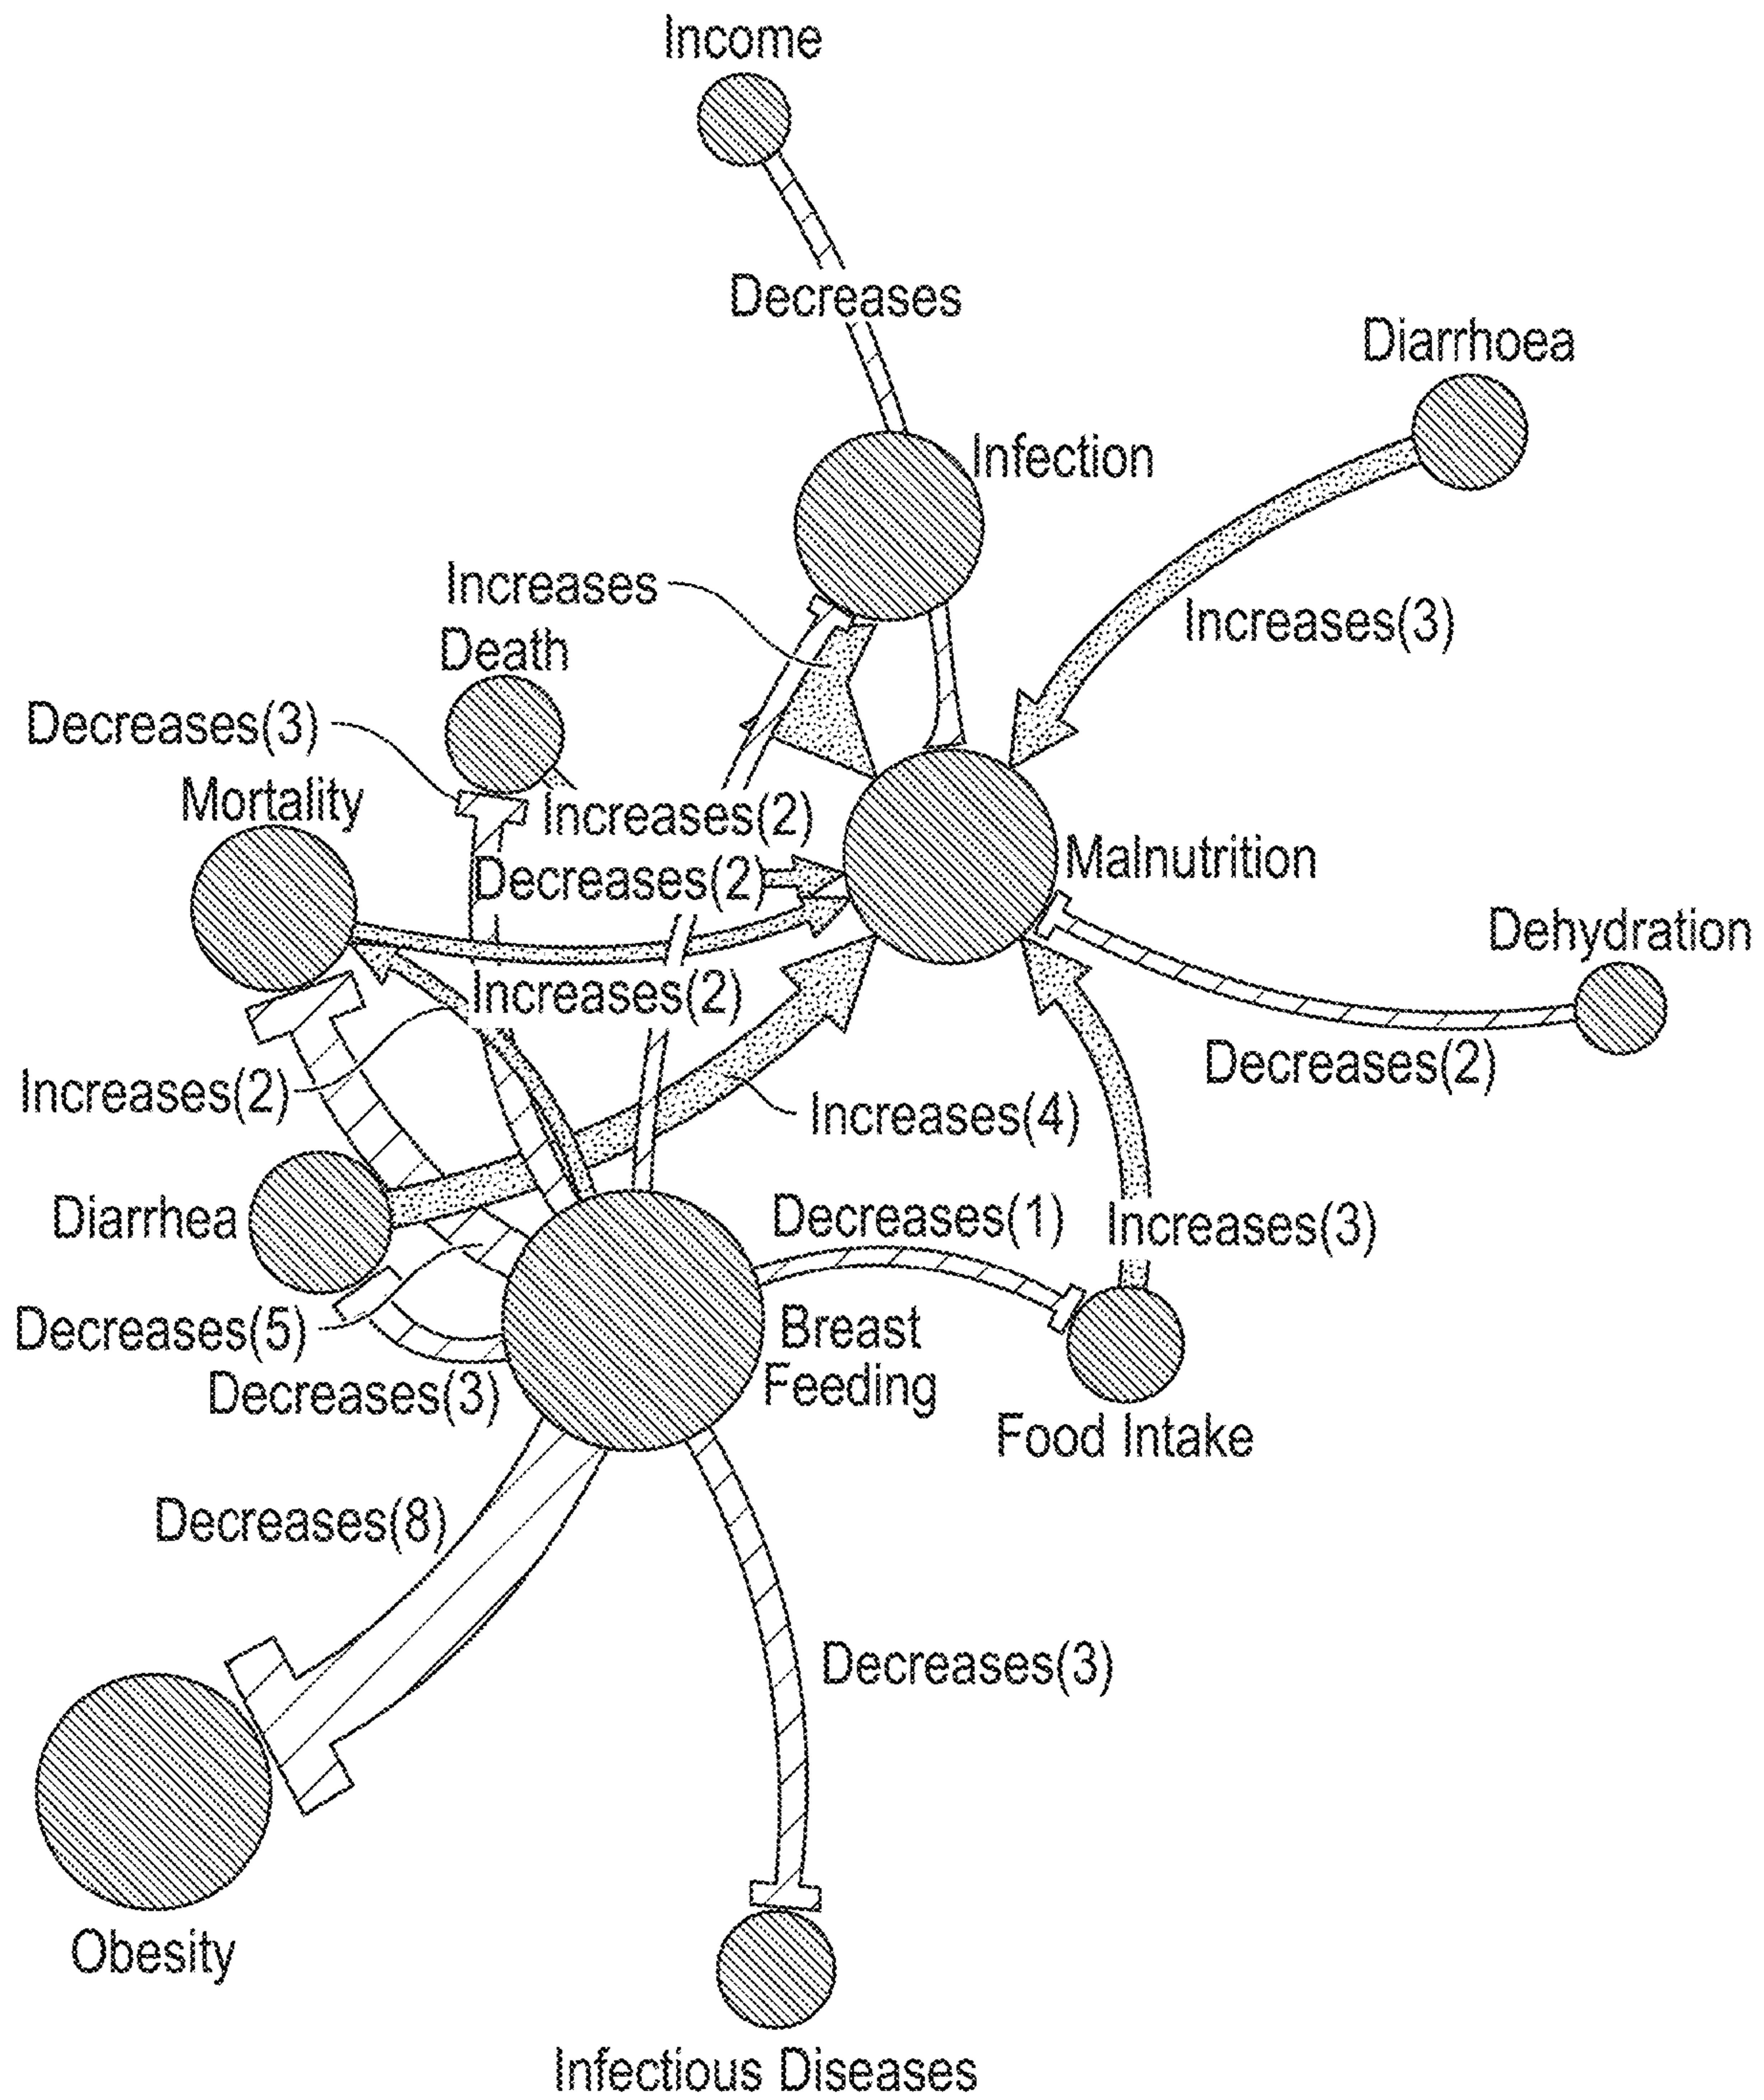 Income
Decreases
Diarrhoea
Infection
Increases
Increases(3)
Death
Decreases(3)
Mortality
Increases(2)
Malnutrition
Decreases(2)
Dehydration
Increases(2)
Decreases(2)
Increases(2)
Increases(4)
Diarrhea
Decreases(1)
Increases(3)
Decreases(5)
Breast
Feeding
Decreases(3)
Food Intake
Decreases(8)
Decreases(3)
Obesity
Infectious Diseases